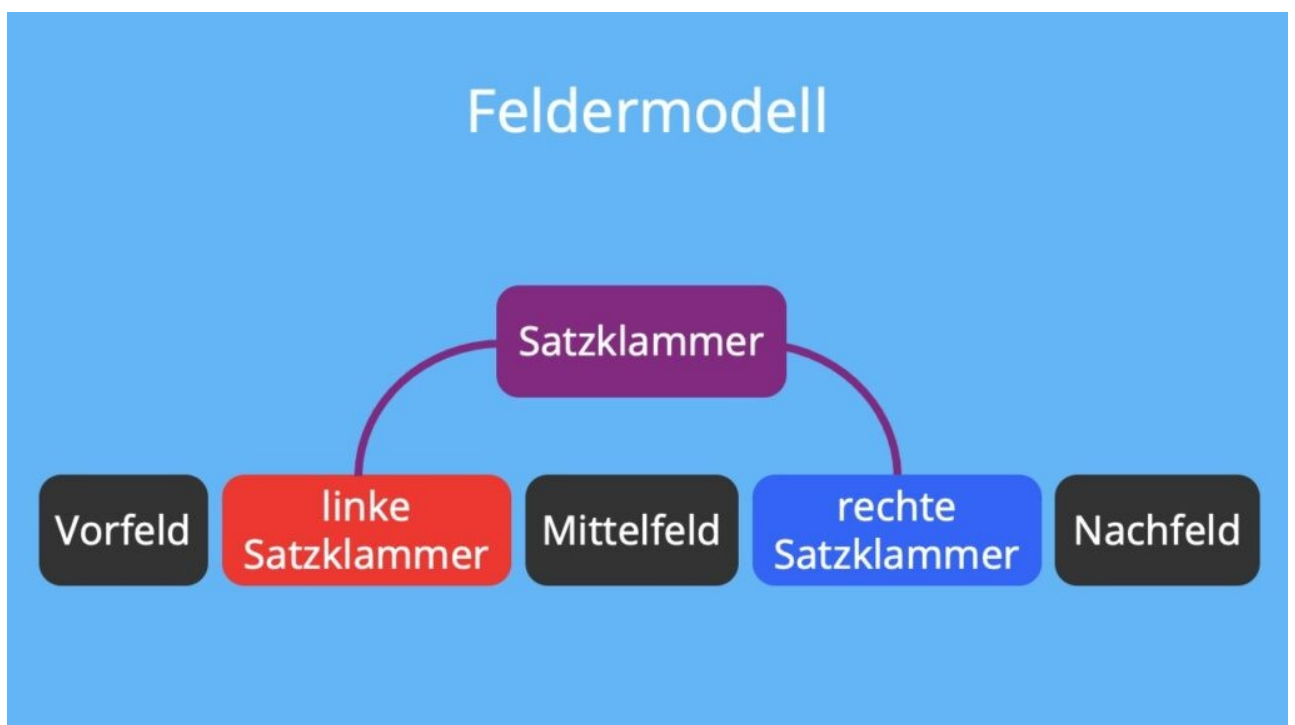 Feldermodell
Satzklammer
Vorfeld
linke
Satzklammer
Mittelfeld
rechte
Satzklammer
Nachfeld